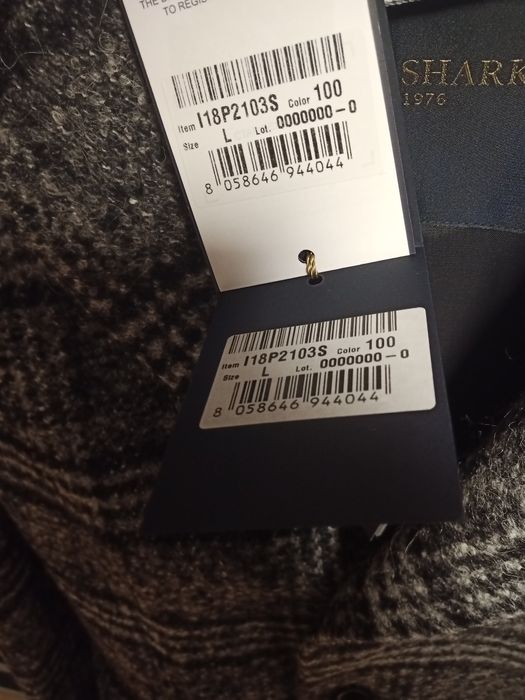 TO REGIS
SHARK
1976
Item I18P2103S Color 100
Size L Lot. 0000000-0
8 058646 944044
Item I18P2103S Color 100
Size L Lot. 0000000-0
8 058646 944044